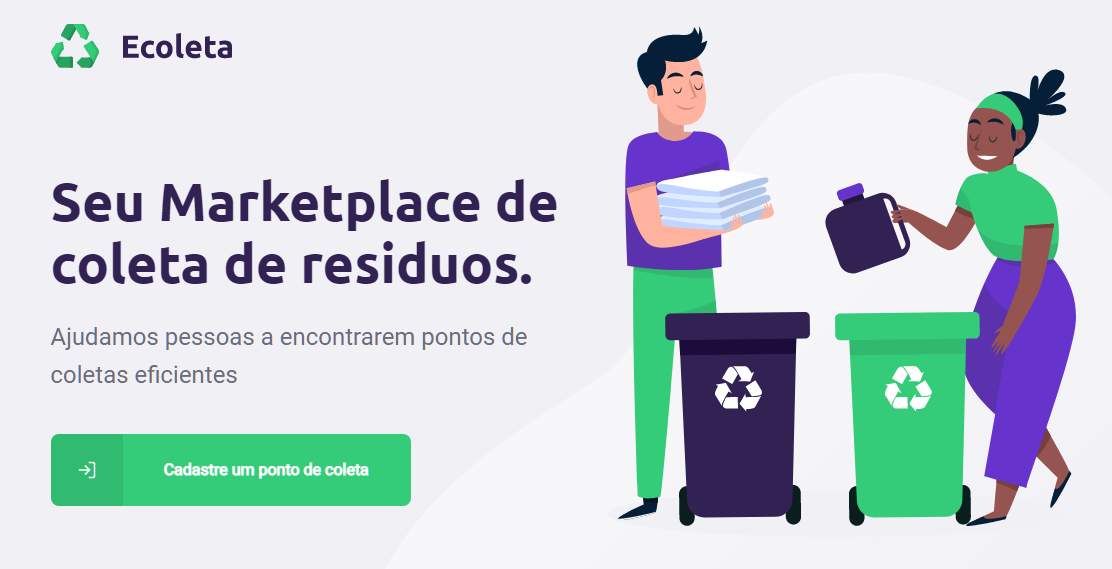 Ecoleta
Seu Marketplace de
coleta de residuos.
Ajudamos pessoas a encontrarem pontos de
coletas eficientes
Cadastre um ponto de coleta